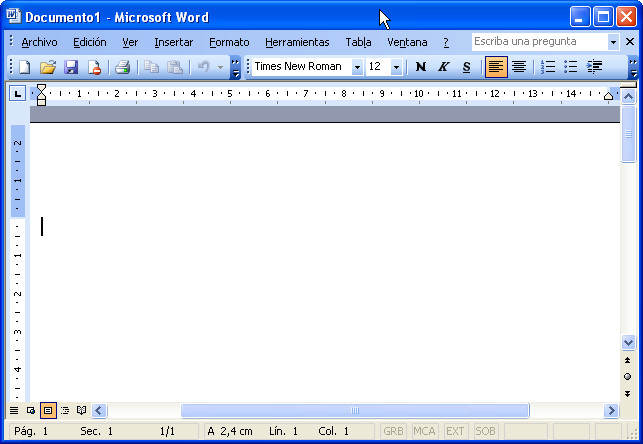 Documento1 - Microsoft Word
Archivo Edición Ver Insertar Formato Herramientas Tabla Ventana ? Escriba una pregunta
Times New Roman 12 N K S
L 1 2 3 4 5 6 7 8 9 10 11 12 13 14
2
1
1
2
3
4
Pág. 1 Sec. 1 1/1 A 2,4 cm Lín. 1 Col. 1 GRB MCA EXT SOB